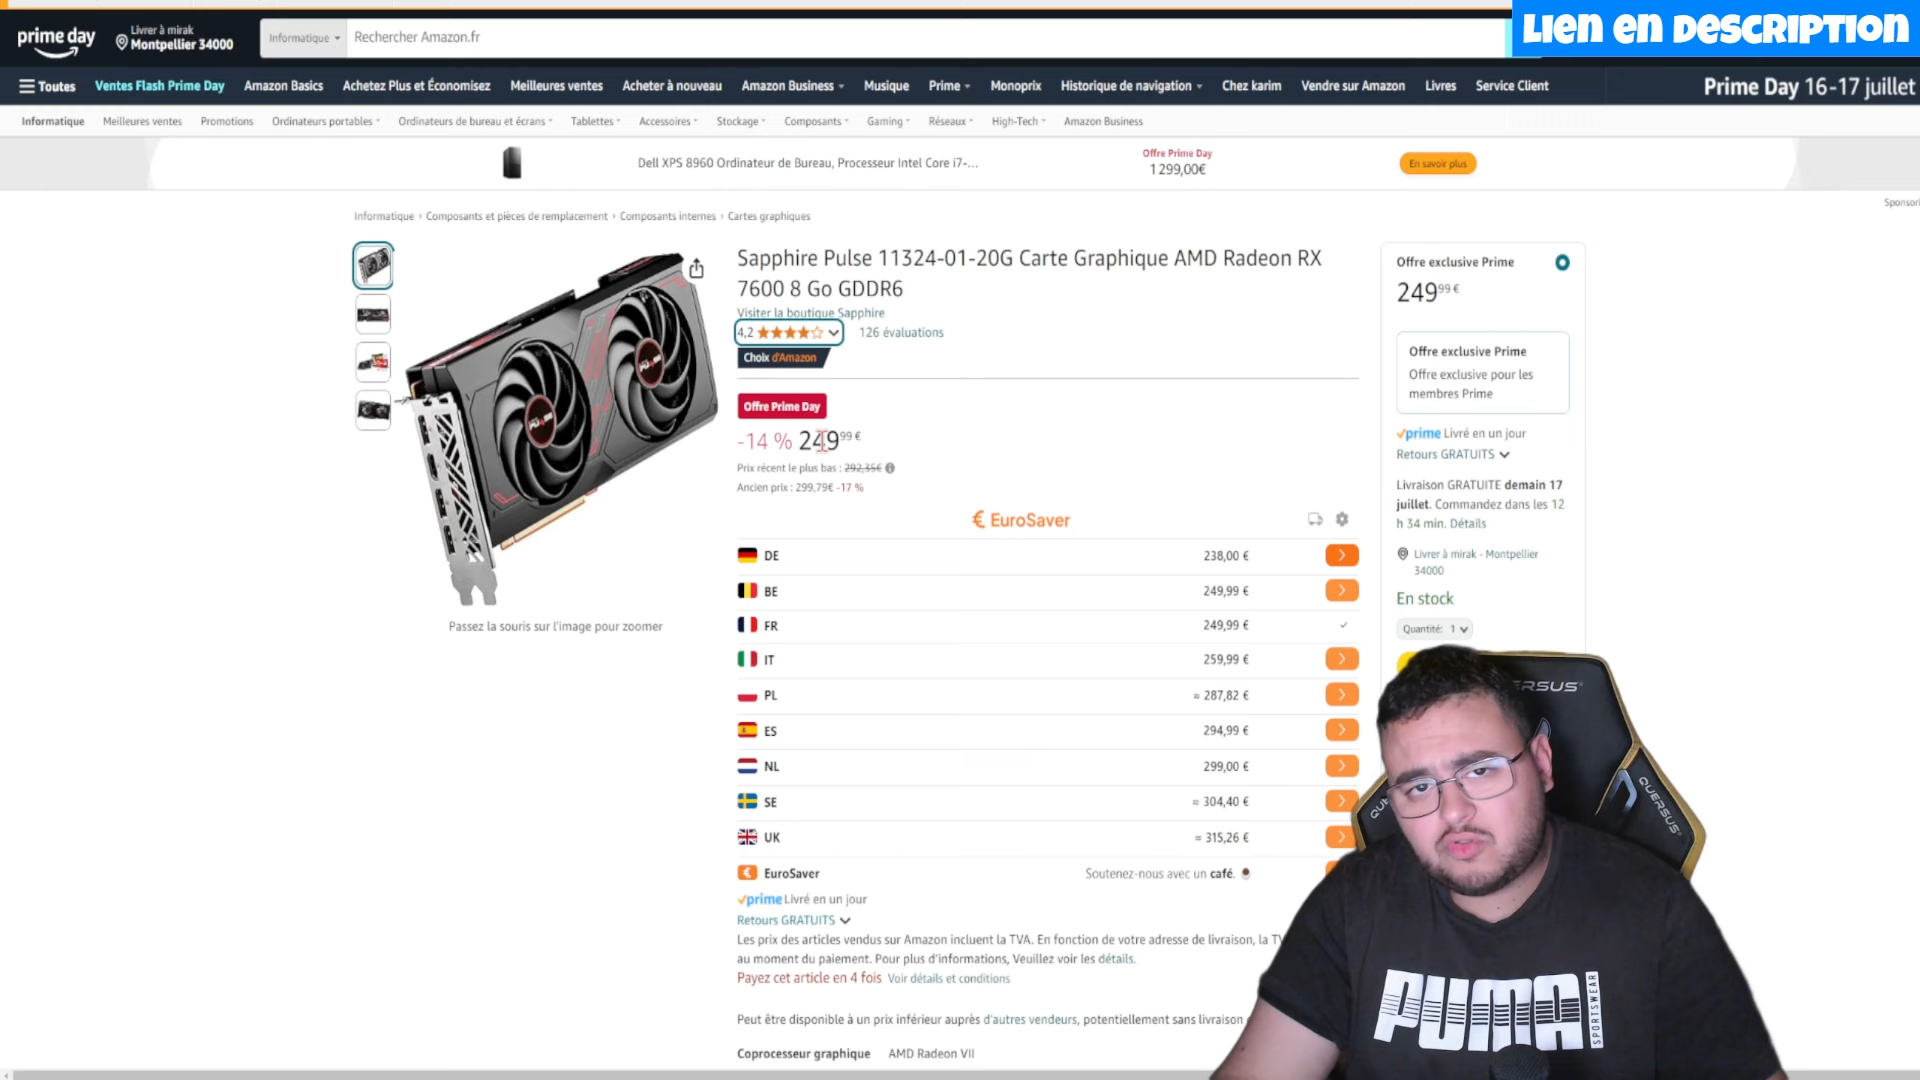 LIEN EN DESCRIPTION
prime day
Livrer à mirak
Montpellier 34000
Informatique
Rechercher Amazon.fr
Toutes
Ventes Flash Prime Day
Amazon Basics
Achetez Plus et Économisez
Meilleures ventes
Acheter à nouveau
Amazon Business
Musique
Prime
Monoprix
Historique de navigation
Chez karim
Vendre sur Amazon
Livres
Service Client
Prime Day 16-17 juillet
Informatique
Meilleures ventes
Promotions
Ordinateurs portables
Ordinateurs de bureau et écrans
Tablettes
Accessoires
Stockage
Composants
Gaming
Réseaux
High-Tech
Amazon Business
Dell XPS 8960 Ordinateur de Bureau, Processeur Intel Core i7-...
Offre Prime Day
1 299,00€
En savoir plus
Sponsori
Informatique › Composants et pièces de remplacement › Composants internes › Cartes graphiques
Sapphire Pulse 11324-01-20G Carte Graphique AMD Radeon RX
7600 8 Go GDDR6
Visiter la boutique Sapphire
4,2
126 évaluations
Choix d'Amazon
Offre Prime Day
-14 % 249,99 €
Prix récent le plus bas : 292,35€
Ancien prix : 299,79€ -17 %
€ EuroSaver
DE 238,00 €
BE 249,99 €
FR 249,99 €
IT 259,99 €
PL ≈ 287,82 €
ES 294,99 €
NL 299,00 €
SE ≈ 304,40 €
UK ≈ 315,26 €
€ EuroSaver
Soutenez-nous avec un café.
prime Livré en un jour
Retours GRATUITS
Les prix des articles vendus sur Amazon incluent la TVA. En fonction de votre adresse de livraison, la TV
au moment du paiement. Pour plus d'informations, Veuillez voir les détails.
Payez cet article en 4 fois Voir détails et conditions
Peut être disponible à un prix inférieur auprès d'autres vendeurs, potentiellement sans livraison
Coprocesseur graphique AMD Radeon VII
Passez la souris sur l'image pour zoomer
Offre exclusive Prime
249,99 €
Offre exclusive Prime
Offre exclusive pour les
membres Prime
prime Livré en un jour
Retours GRATUITS
Livraison GRATUITE demain 17
juillet. Commandez dans les 12
h 34 min. Détails
Livrer à mirak - Montpellier
34000
En stock
Quantité: 1
QUERSUS
PUMA
SPORTSWEAR